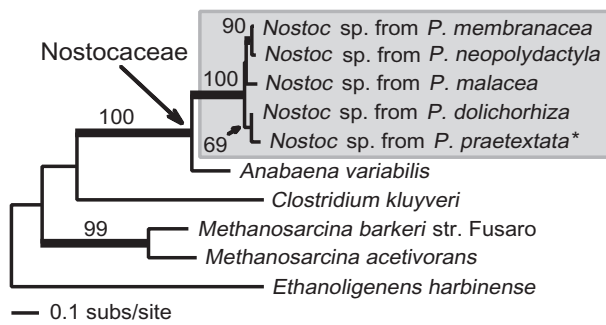 90 Nostoc sp. from P. membranacea
Nostocaceae
Nostoc sp. from P. neopolydactyla
100
Nostoc sp. from P. malacea
100
Nostoc sp. from P. dolichorhiza
69
Nostoc sp. from P. praetextata*
Anabaena variabilis
Clostridium kluyveri
99
Methanosarcina barkeri str. Fusaro
Methanosarcina acetivorans
Ethanoligenens harbinense
0.1 subs/site